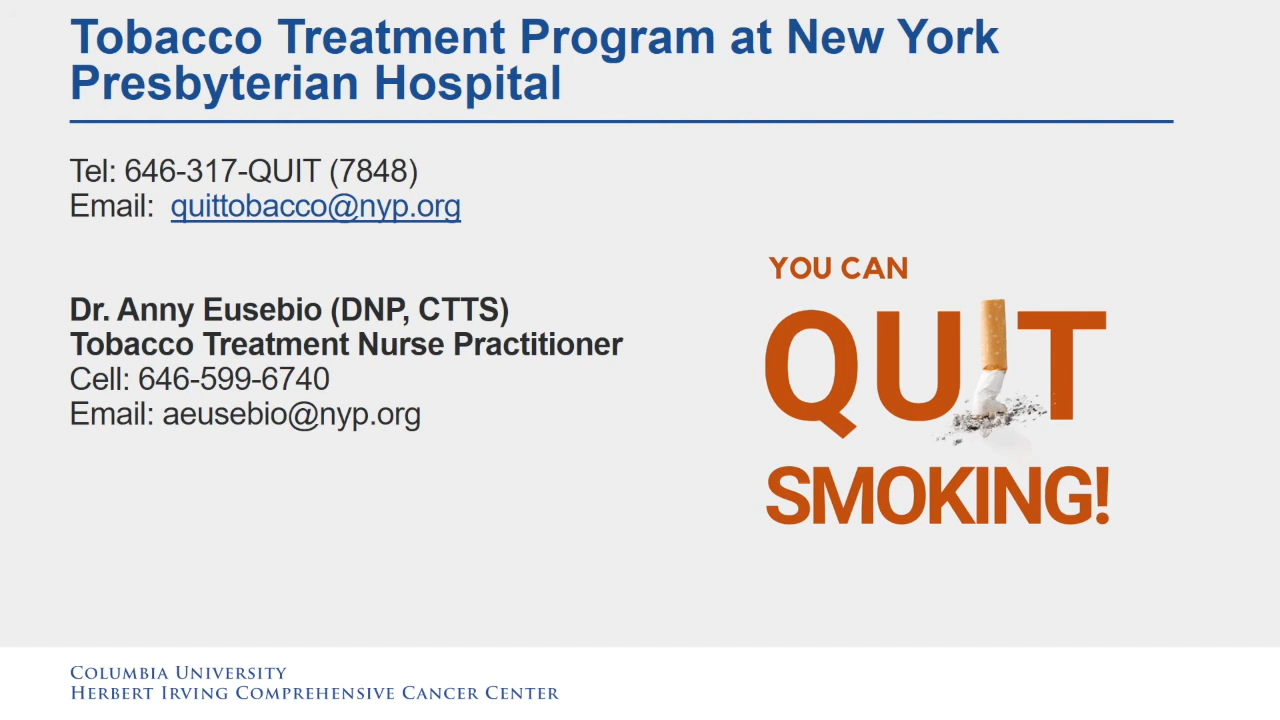 Tobacco Treatment Program at New York
Presbyterian Hospital
Tel: 646-317-QUIT (7848)
Email: quittobacco@nyp.org
Dr. Anny Eusebio (DNP, CTTS)
Tobacco Treatment Nurse Practitioner
Cell: 646-599-6740
Email: aeusebio@nyp.org
YOU CAN
QUIT
SMOKING!
COLUMBIA UNIVERSITY
HERBERT IRVING COMPREHENSIVE CANCER CENTER